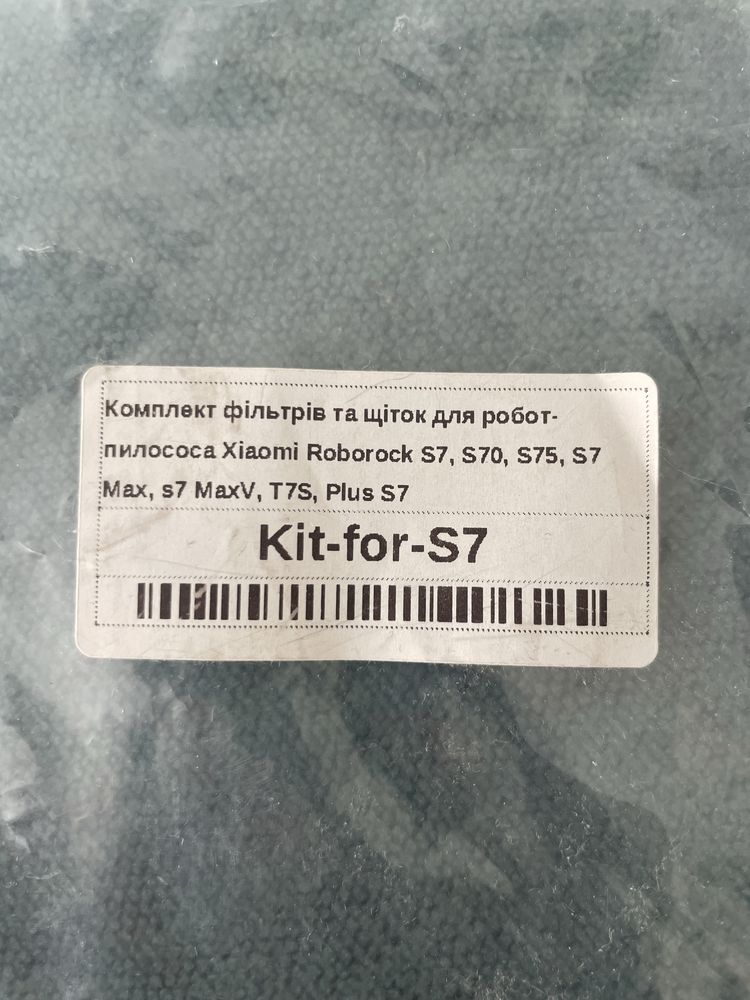 Комплект фільтрів та щіток для робот-
пилососа Xiaomi Roborock S7, S70, S75, S7
Max, s7 MaxV, T7S, Plus S7
Kit-for-S7